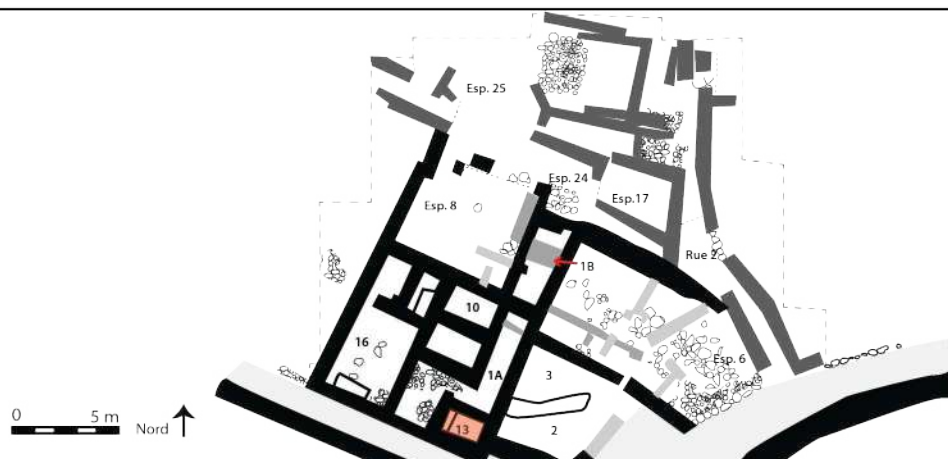 Esp. 25
Esp. 24
Esp.17
Esp. 8
Rue 2
1B
10
16
Esp. 6
3
1A
0 5 m
Nord
13
2